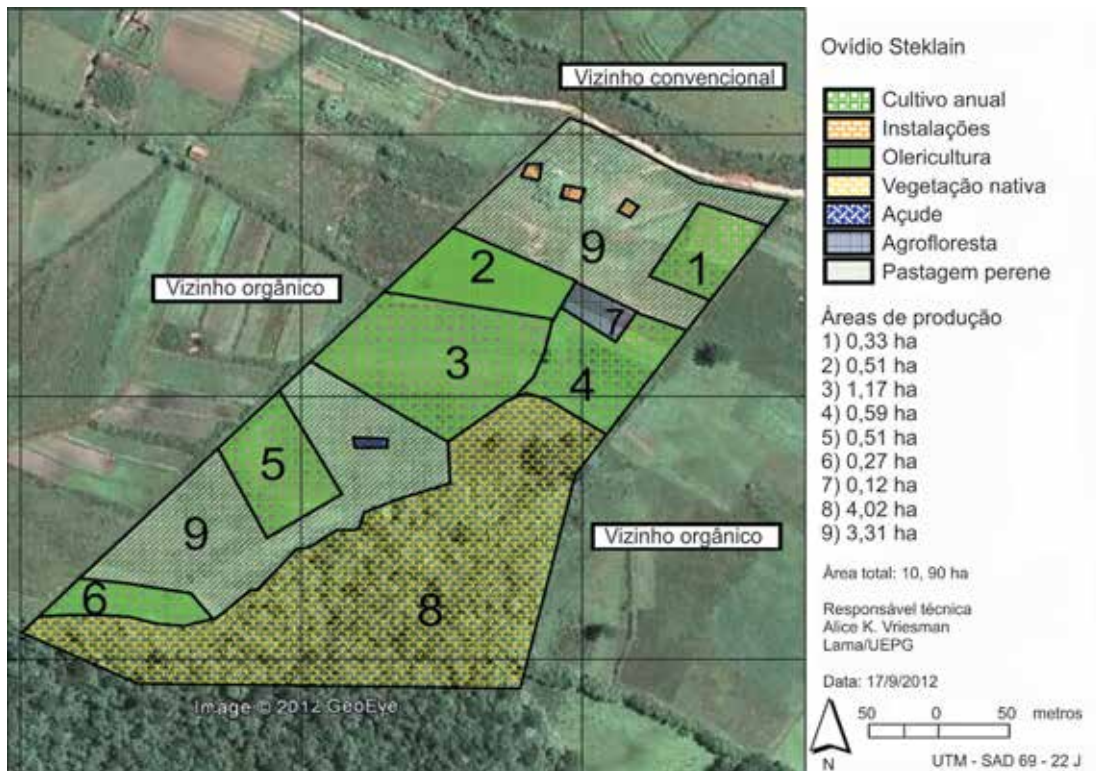 Vizinho convencional
Vizinho orgânico
Vizinho orgânico
9
1
2
7
3
4
5
9
8
6
Image © 2012 GeoEye
Ovidio Steklain
Cultivo anual
Instalações
Olericultura
Vegetação nativa
Açude
Agrofloresta
Pastagem perene
Áreas de produção
1) 0,33 ha
2) 0,51 ha
3) 1,17 ha
4) 0,59 ha
5) 0,51 ha
6) 0,27 ha
7) 0,12 ha
8) 4,02 ha
9) 3,31 ha
Área total: 10, 90 ha
Responsável técnica
Alice K. Vriesman
Lama/UEPG
Data: 17/9/2012
50 0 50 metros
N
UTM - SAD 69 - 22 J